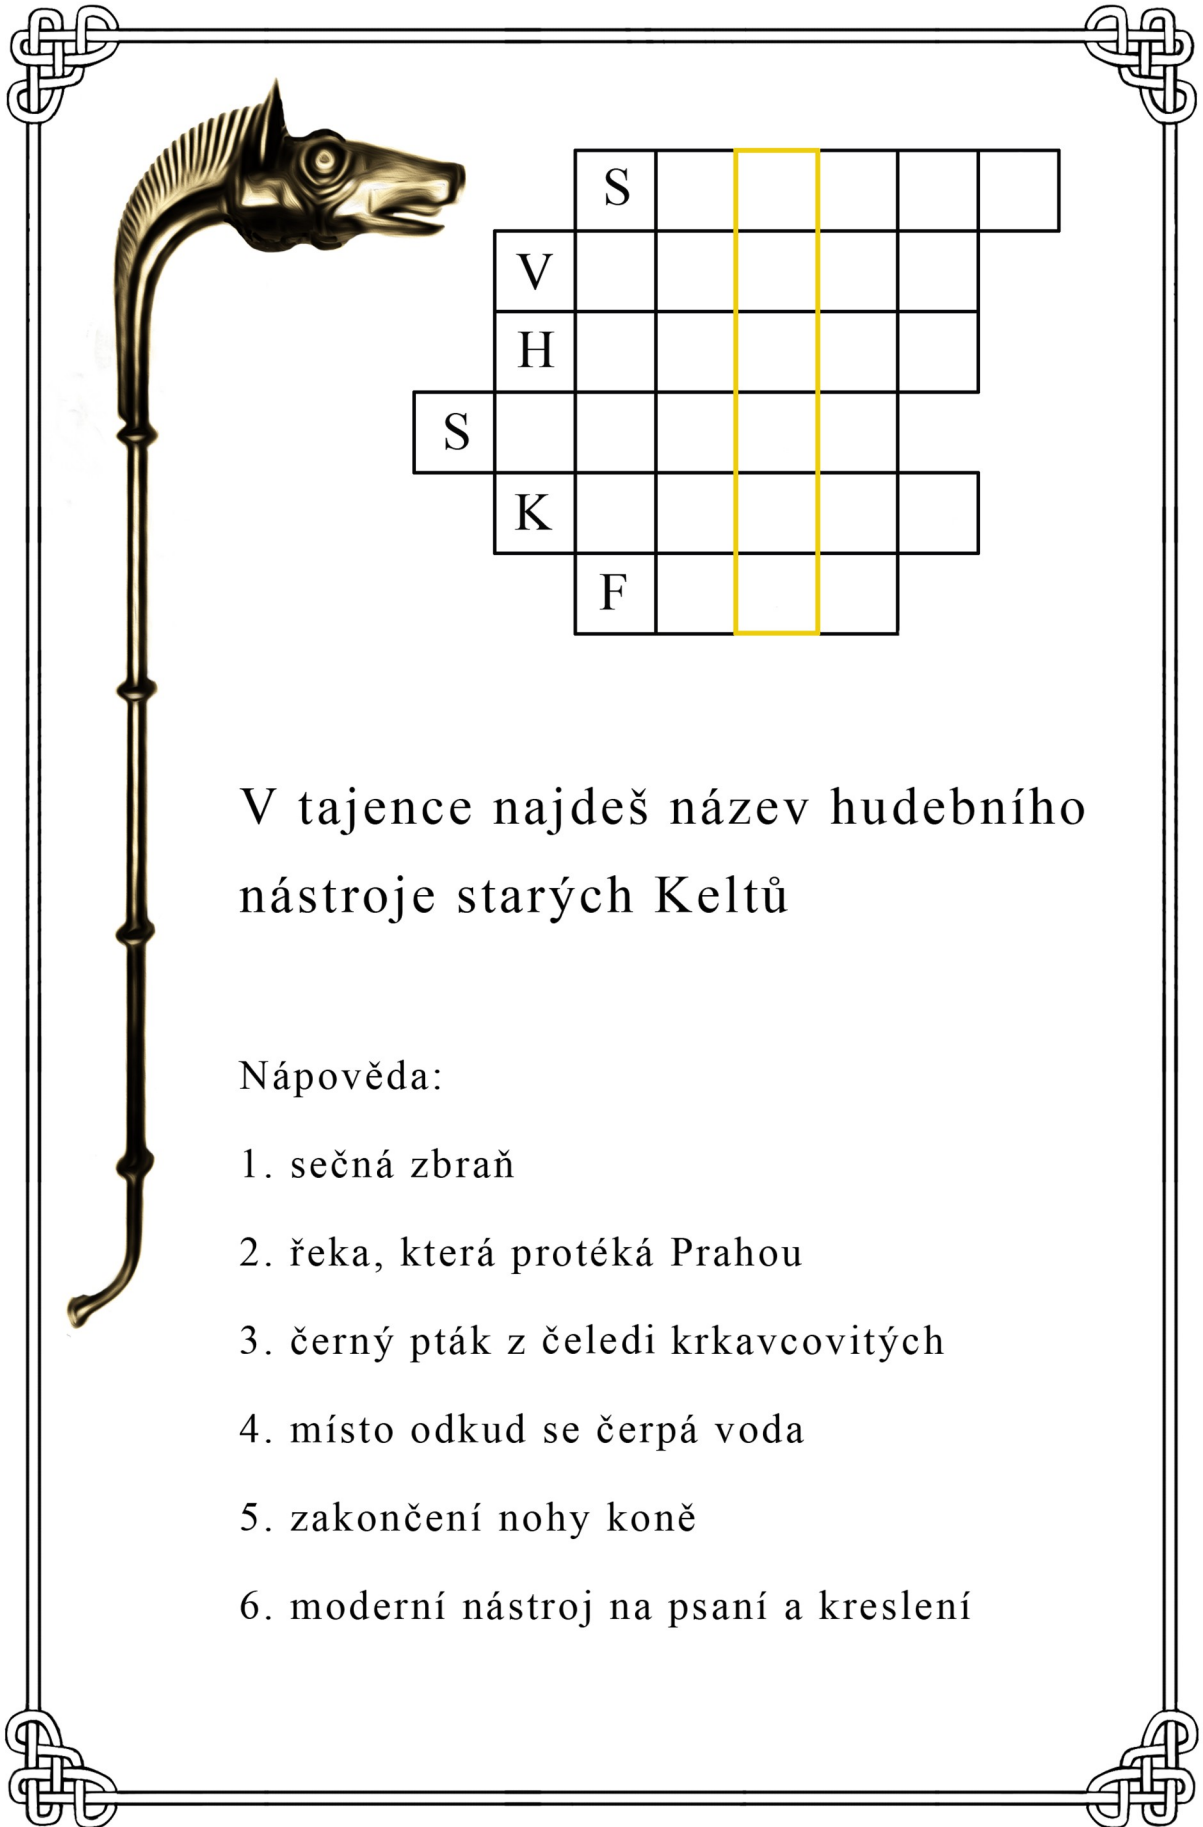 S
V
H
S
K
F
V tajence najdeš název hudebního
nástroje starých Keltů
Nápověda:
1. sečná zbraň
2. řeka, která protéká Prahou
3. černý pták z čeledi krkavcovitých
4. místo odkud se čerpá voda
5. zakončení nohy koně
6. moderní nástroj na psaní a kreslení